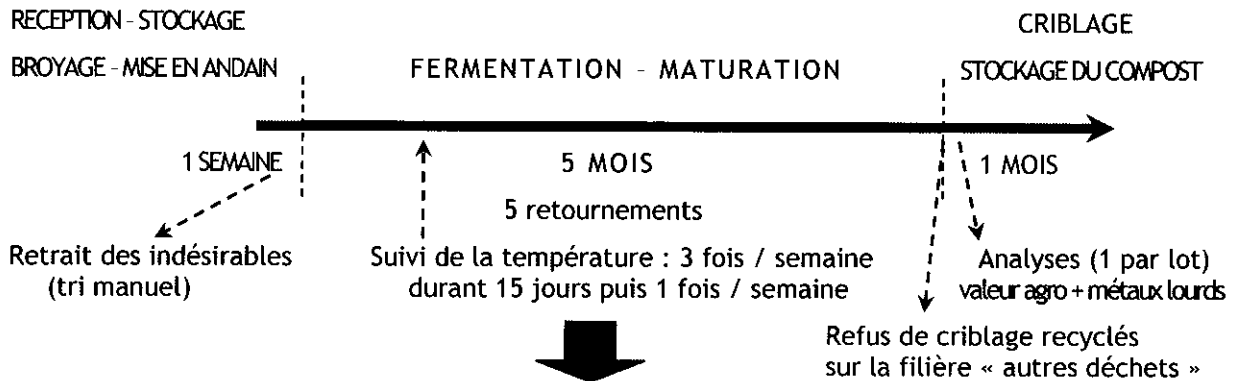 RECEPTION - STOCKAGE
BROYAGE - MISE EN ANDAIN
FERMENTATION - MATURATION
CRIBLAGE
STOCKAGE DU COMPOST
1 SEMAINE
5 MOIS
1 MOIS
5 retournements
Retrait des indésirables
(tri manuel)
Suivi de la température : 3 fois / semaine
durant 15 jours puis 1 fois / semaine
Analyses (1 par lot)
valeur agro + métaux lourds
Refus de criblage recyclés
sur la filière « autres déchets »